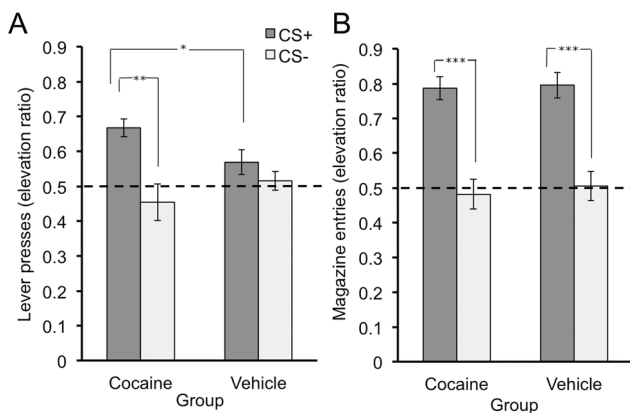 A
CS+
CS-
*
**
0.9
0.8
0.7
0.6
0.5
0.4
0.3
0.2
0.1
0
Lever presses (elevation ratio)
Cocaine Vehicle
Group
B
***
***
0.9
0.8
0.7
0.6
0.5
0.4
0.3
0.2
0.1
0
Magazine entries (elevation ratio)
Cocaine Vehicle
Group